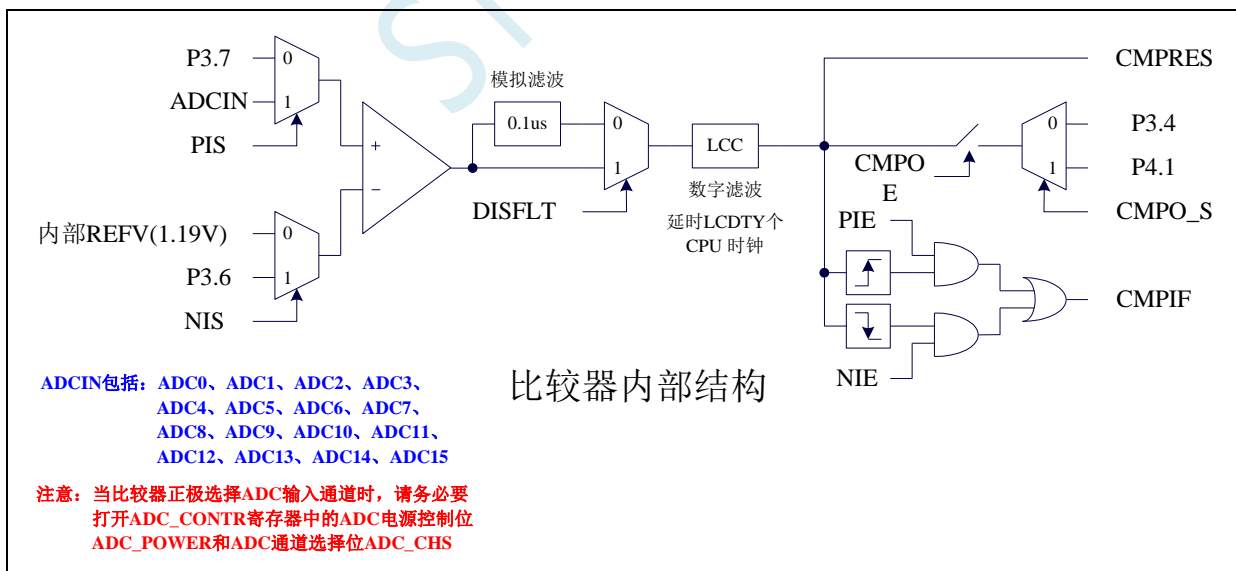 P3.7
0
ADCIN
1
PIS
+
−
内部REFV(1.19V)
0
P3.6
1
NIS
模拟滤波
0.1us
0
1
DISFLT
LCC
数字滤波
延时LCDTY个
CPU 时钟
CMPRES
0
P3.4
1
P4.1
CMPO
E
CMPO_S
PIE
CMPIF
NIE
比较器内部结构
ADCIN包括：ADC0、ADC1、ADC2、ADC3、
ADC4、ADC5、ADC6、ADC7、
ADC8、ADC9、ADC10、ADC11、
ADC12、ADC13、ADC14、ADC15
注意：当比较器正极选择ADC输入通道时，请务必要
打开ADC_CONTR寄存器中的ADC电源控制位
ADC_POWER和ADC通道选择位ADC_CHS